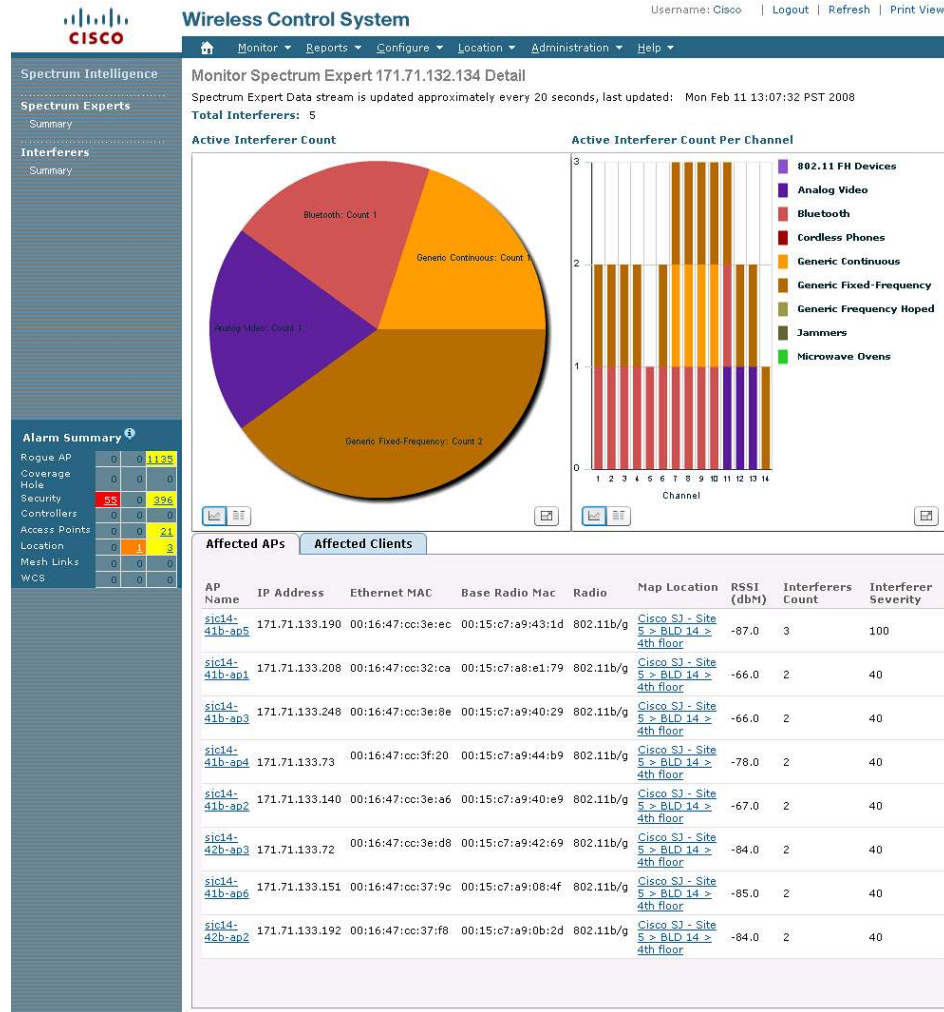 Username: Cisco | Logout | Refresh | Print View
CISCO
Wireless Control System
Monitor Reports Configure Location Administration Help
Spectrum Intelligence
Spectrum Experts
Summary
Interferers
Summary
Monitor Spectrum Expert 171.71.132.134 Detail
Spectrum Expert Data stream is updated approximately every 20 seconds, last updated: Mon Feb 11 13:07:32 PST 2008
Total Interferers: 5
Active Interferer Count
Bluetooth: Count 1
Generic Continuous: Count 1
Analog Video: Count 1
Generic Fixed-Frequency: Count 2
Active Interferer Count Per Channel
3
2
1
0
1 2 3 4 5 6 7 8 9 10 11 12 13 14
Channel
802.11 FH Devices
Analog Video
Bluetooth
Cordless Phones
Generic Continuous
Generic Fixed-Frequency
Generic Frequency Hoped
Jammers
Microwave Ovens
Alarm Summary
Rogue AP 0 0 1135
Coverage Hole 0 0 0
Security 55 0 396
Controllers 0 0 0
Access Points 0 0 21
Location 0 1 3
Mesh Links 0 0 0
WCS 0 0 0
Affected APs Affected Clients
AP Name IP Address Ethernet MAC Base Radio Mac Radio Map Location RSSI (dbM) Interferers Count Interferer Severity
sjc14-41b-ap5 171.71.133.190 00:16:47:cc:3e:ec 00:15:c7:a9:43:1d 802.11b/g Cisco SJ - Site 5 > BLD 14 > 4th floor -87.0 3 100
sjc14-41b-ap1 171.71.133.208 00:16:47:cc:32:ca 00:15:c7:a8:e1:79 802.11b/g Cisco SJ - Site 5 > BLD 14 > 4th floor -66.0 2 40
sjc14-41b-ap3 171.71.133.248 00:16:47:cc:3e:8e 00:15:c7:a9:40:29 802.11b/g Cisco SJ - Site 5 > BLD 14 > 4th floor -66.0 2 40
sjc14-41b-ap4 171.71.133.73 00:16:47:cc:3f:20 00:15:c7:a9:44:b9 802.11b/g Cisco SJ - Site 5 > BLD 14 > 4th floor -78.0 2 40
sjc14-41b-ap2 171.71.133.140 00:16:47:cc:3e:a6 00:15:c7:a9:40:e9 802.11b/g Cisco SJ - Site 5 > BLD 14 > 4th floor -67.0 2 40
sjc14-42b-ap3 171.71.133.72 00:16:47:cc:3e:d8 00:15:c7:a9:42:69 802.11b/g Cisco SJ - Site 5 > BLD 14 > 4th floor -84.0 2 40
sjc14-41b-ap6 171.71.133.151 00:16:47:cc:37:9c 00:15:c7:a9:08:4f 802.11b/g Cisco SJ - Site 5 > BLD 14 > 4th floor -85.0 2 40
sjc14-42b-ap2 171.71.133.192 00:16:47:cc:37:f8 00:15:c7:a9:0b:2d 802.11b/g Cisco SJ - Site 5 > BLD 14 > 4th floor -84.0 2 40